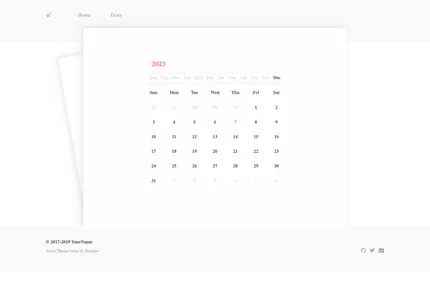 Home Diary
2023
Jan Feb Mar Apr May Jun Jul Aug Sep Oct Nov Dec
Sun Mon Tue Wed Thu Fri Sat
26 27 28 29 30 1 2
3 4 5 6 7 8 9
10 11 12 13 14 15 16
17 18 19 20 21 22 23
24 25 26 27 28 29 30
31 1 2 3 4 5 6
© 2017-2019 YourName
Theme by